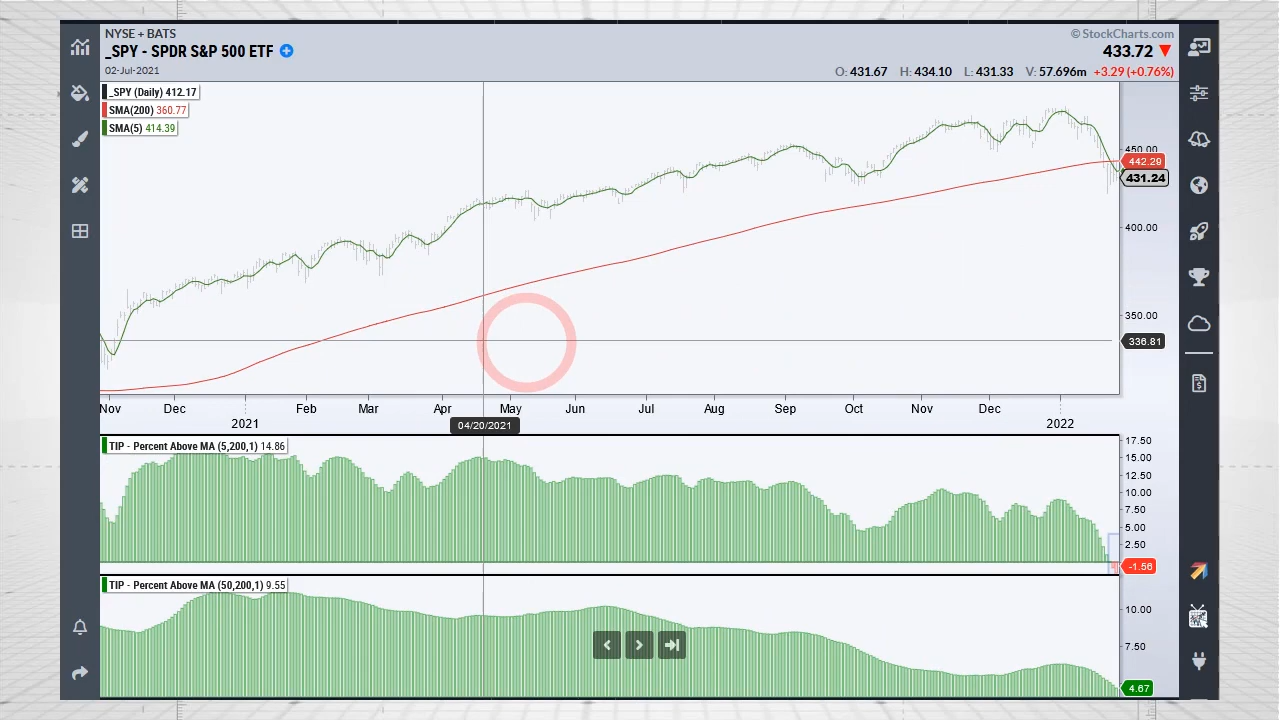 NYSE + BATS
© StockCharts.com
_SPY - SPDR S&P 500 ETF
433.72
02-Jul-2021
O: 431.67 H: 434.10 L: 431.33 V: 57.696m +3.29 (+0.76%)
_SPY (Daily) 412.17
SMA(200) 360.77
SMA(5) 414.39
450.00
442.29
431.24
400.00
350.00
336.81
Nov Dec Feb Mar Apr May Jun Jul Aug Sep Oct Nov Dec
2021 2022
04/20/2021
TIP - Percent Above MA (5,200,1) 14.86
17.50
15.00
12.50
10.00
7.50
5.00
2.50
-1.56
TIP - Percent Above MA (50,200,1) 9.55
10.00
7.50
4.67